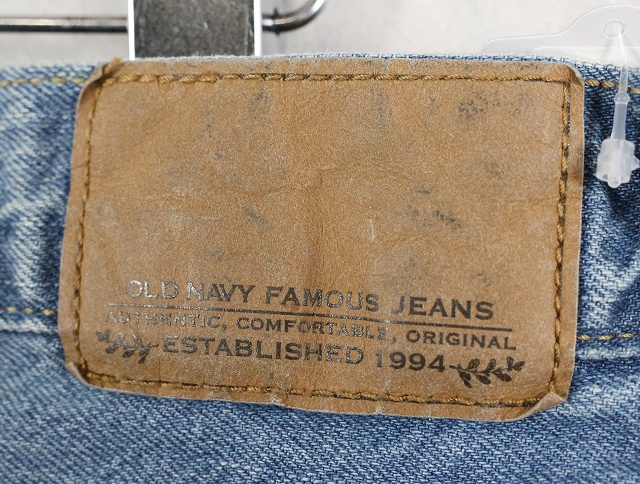 OLD NAVY FAMOUS JEANS
AUTHENTIC, COMFORTABLE, ORIGINAL
ESTABLISHED 1994